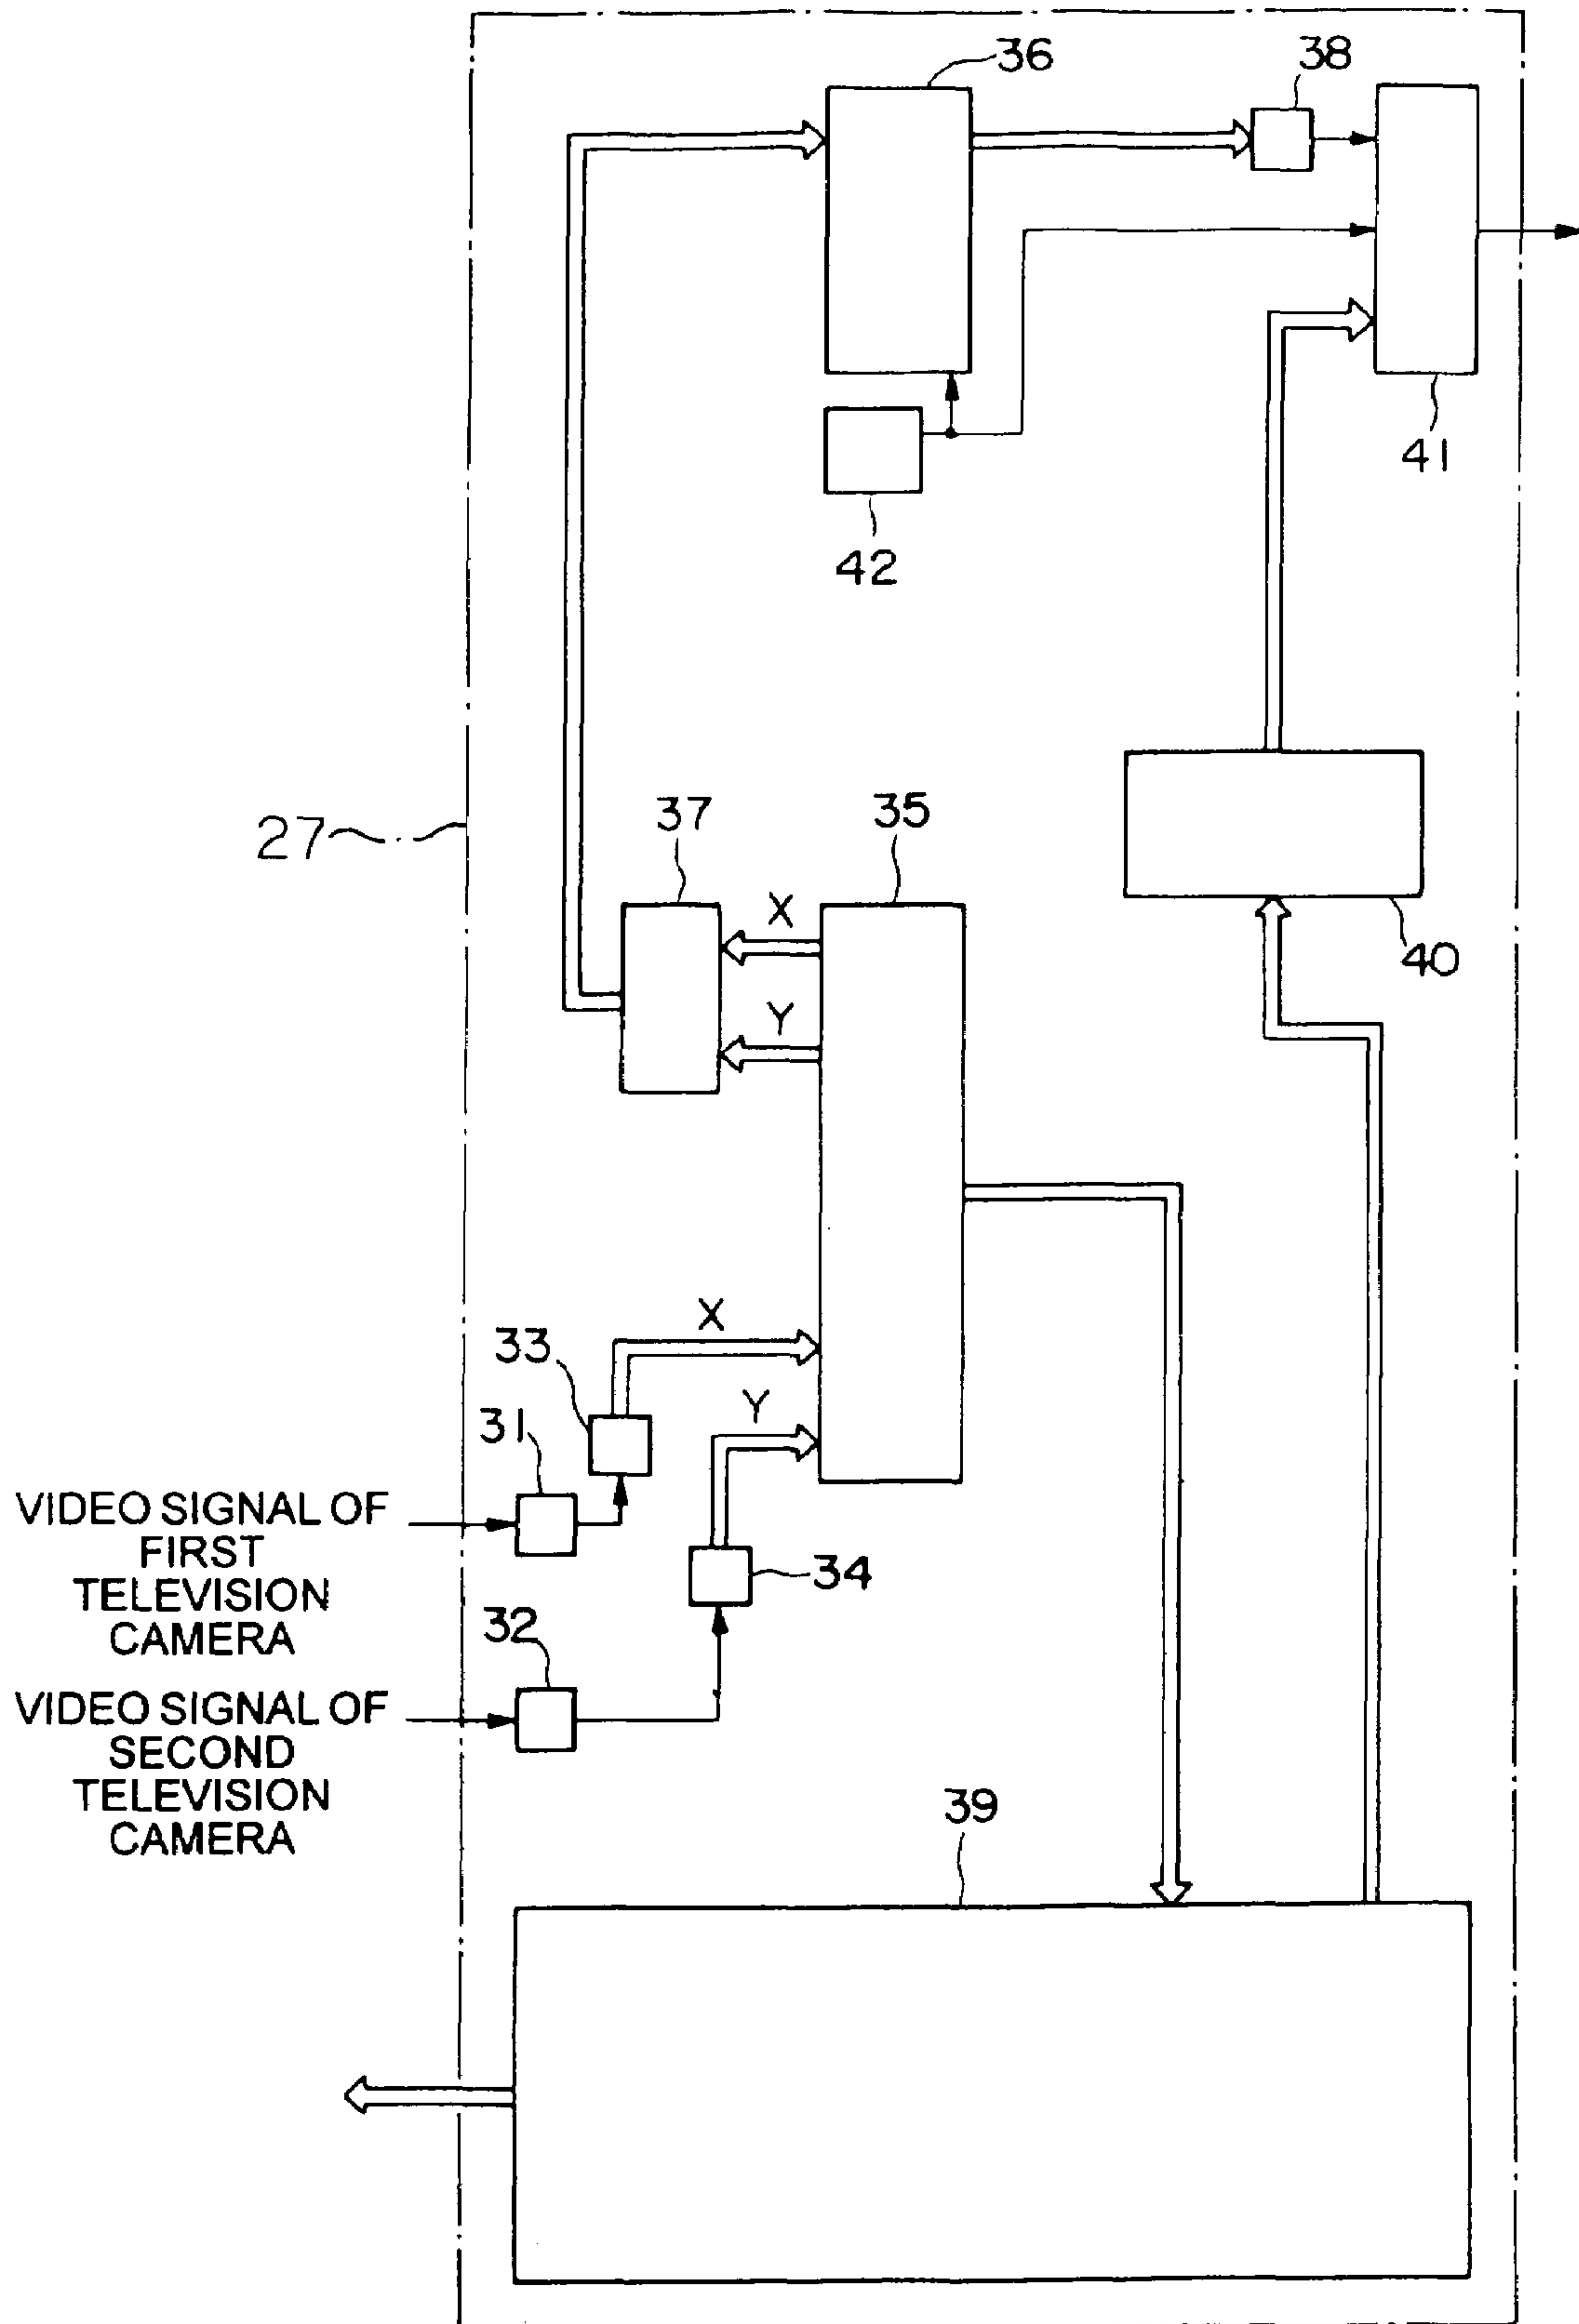 36
38
41
42
27
37
35
X
Y
40
X
33
Y
31
VIDEO SIGNAL OF
FIRST
TELEVISION
CAMERA
34
32
VIDEO SIGNAL OF
SECOND
TELEVISION
CAMERA
39